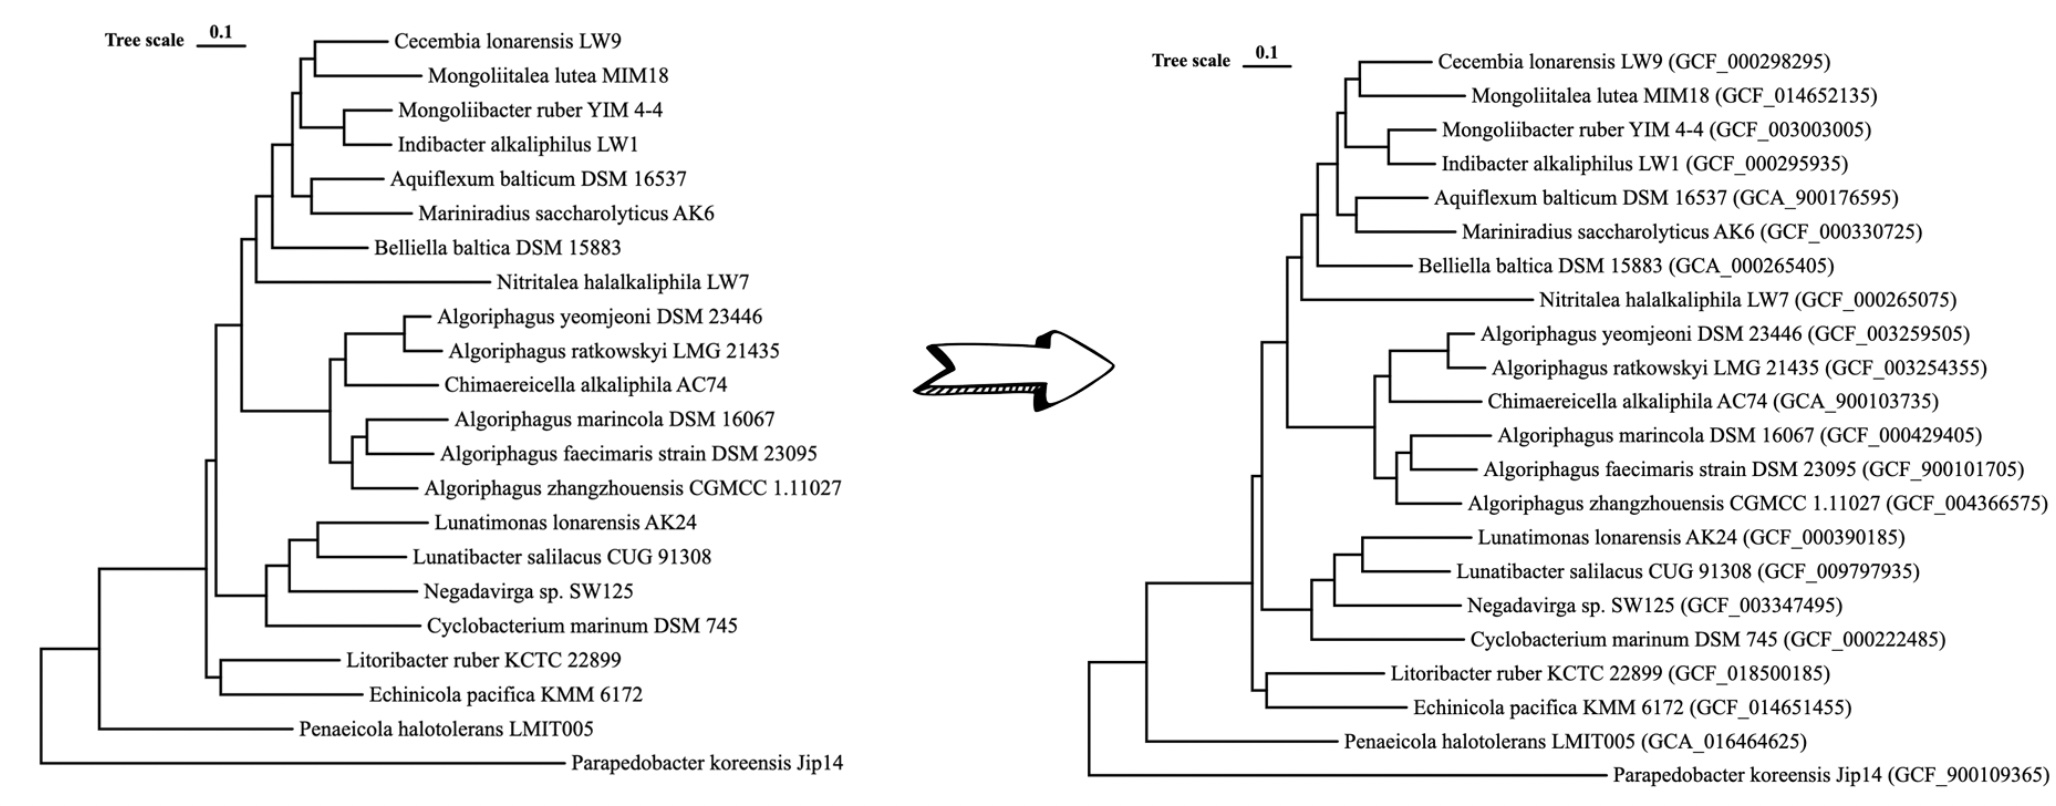 Tree scale 0.1
Cecembia lonarensis LW9
Mongoliitalea lutea MIM18
Mongoliibacter ruber YIM 4-4
Indibacter alkaliphilus LW1
Aquiflexum balticum DSM 16537
Mariniradius saccharolyticus AK6
Belliella baltica DSM 15883
Nitritalea halalkaliphila LW7
Algoriphagus yeomjeoni DSM 23446
Algoriphagus ratkowskyi LMG 21435
Chimaereicella alkaliphila AC74
Algoriphagus marincola DSM 16067
Algoriphagus faecimaris strain DSM 23095
Algoriphagus zhangzhouensis CGMCC 1.11027
Lunatimonas lonarensis AK24
Lunatibacter salilacus CUG 91308
Negadavirga sp. SW125
Cyclobacterium marinum DSM 745
Litoribacter ruber KCTC 22899
Echinicola pacifica KMM 6172
Penaeicola halotolerans LMIT005
Parapedobacter koreensis Jip14
Tree scale 0.1
Cecembia lonarensis LW9 (GCF_000298295)
Mongoliitalea lutea MIM18 (GCF_014652135)
Mongoliibacter ruber YIM 4-4 (GCF_003003005)
Indibacter alkaliphilus LW1 (GCF_000295935)
Aquiflexum balticum DSM 16537 (GCA_900176595)
Mariniradius saccharolyticus AK6 (GCF_000330725)
Belliella baltica DSM 15883 (GCA_000265405)
Nitritalea halalkaliphila LW7 (GCF_000265075)
Algoriphagus yeomjeoni DSM 23446 (GCF_003259505)
Algoriphagus ratkowskyi LMG 21435 (GCF_003254355)
Chimaereicella alkaliphila AC74 (GCA_900103735)
Algoriphagus marincola DSM 16067 (GCF_000429405)
Algoriphagus faecimaris strain DSM 23095 (GCF_900101705)
Algoriphagus zhangzhouensis CGMCC 1.11027 (GCF_004366575)
Lunatimonas lonarensis AK24 (GCF_000390185)
Lunatibacter salilacus CUG 91308 (GCF_009797935)
Negadavirga sp. SW125 (GCF_003347495)
Cyclobacterium marinum DSM 745 (GCF_000222485)
Litoribacter ruber KCTC 22899 (GCF_018500185)
Echinicola pacifica KMM 6172 (GCF_014651455)
Penaeicola halotolerans LMIT005 (GCA_016464625)
Parapedobacter koreensis Jip14 (GCF_900109365)